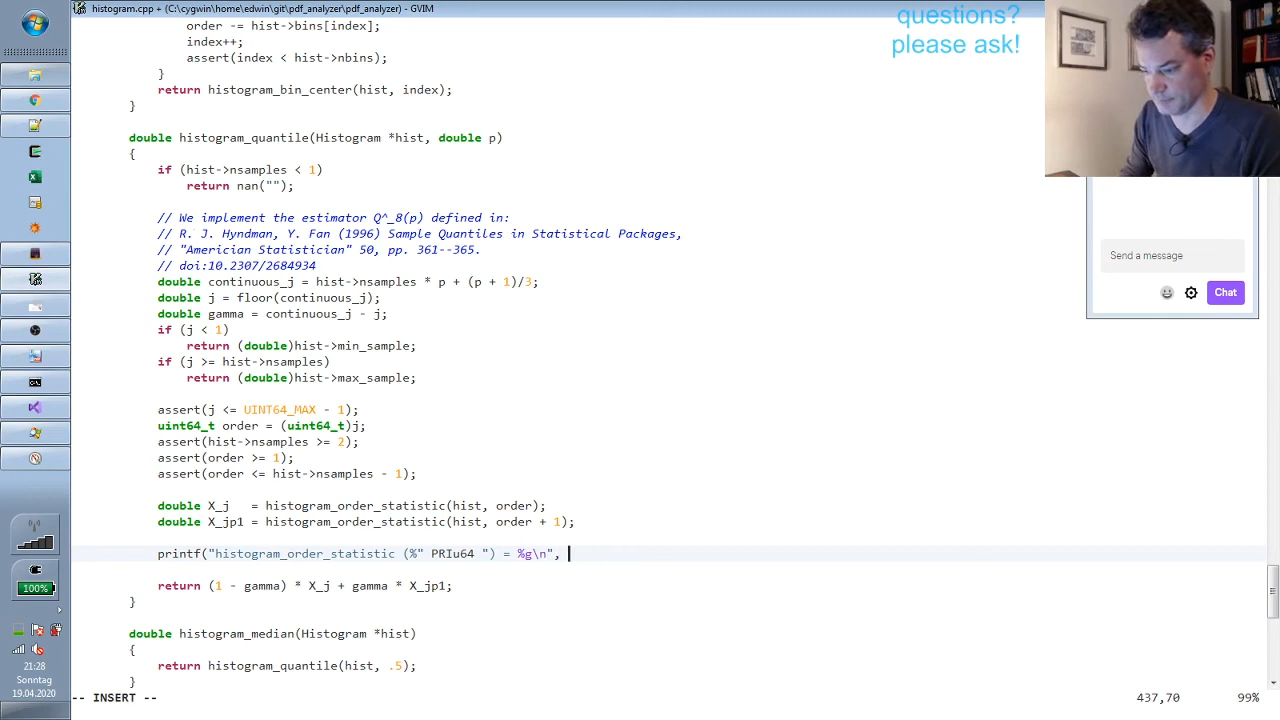 histogram.cpp + (C:\cygwin\home\edwin\git\pdf_analyzer\pdf_analyzer) - GVIM
questions?
please ask!
order -= hist->bins[index];
index++;
assert(index < hist->nbins);
}
return histogram_bin_center(hist, index);
}
double histogram_quantile(Histogram *hist, double p)
{
if (hist->nsamples < 1)
return nan("");
// We implement the estimator Q^_8(p) defined in:
// R. J. Hyndman, Y. Fan (1996) Sample Quantiles in Statistical Packages,
// "Americian Statistician" 50, pp. 361--365.
// doi:10.2307/2684934
double continuous_j = hist->nsamples * p + (p + 1)/3;
double j = floor(continuous_j);
double gamma = continuous_j - j;
if (j < 1)
return (double)hist->min_sample;
if (j >= hist->nsamples)
return (double)hist->max_sample;
assert(j <= UINT64_MAX - 1);
uint64_t order = (uint64_t)j;
assert(hist->nsamples >= 2);
assert(order >= 1);
assert(order <= hist->nsamples - 1);
double X_j = histogram_order_statistic(hist, order);
double X_jp1 = histogram_order_statistic(hist, order + 1);
printf("histogram_order_statistic (%" PRIu64 ") = %g\n",
return (1 - gamma) * X_j + gamma * X_jp1;
}
double histogram_median(Histogram *hist)
{
return histogram_quantile(hist, .5);
}
-- INSERT --
437,70
99%
Send a message
Chat
100%
21:28
Sonntag
19.04.2020